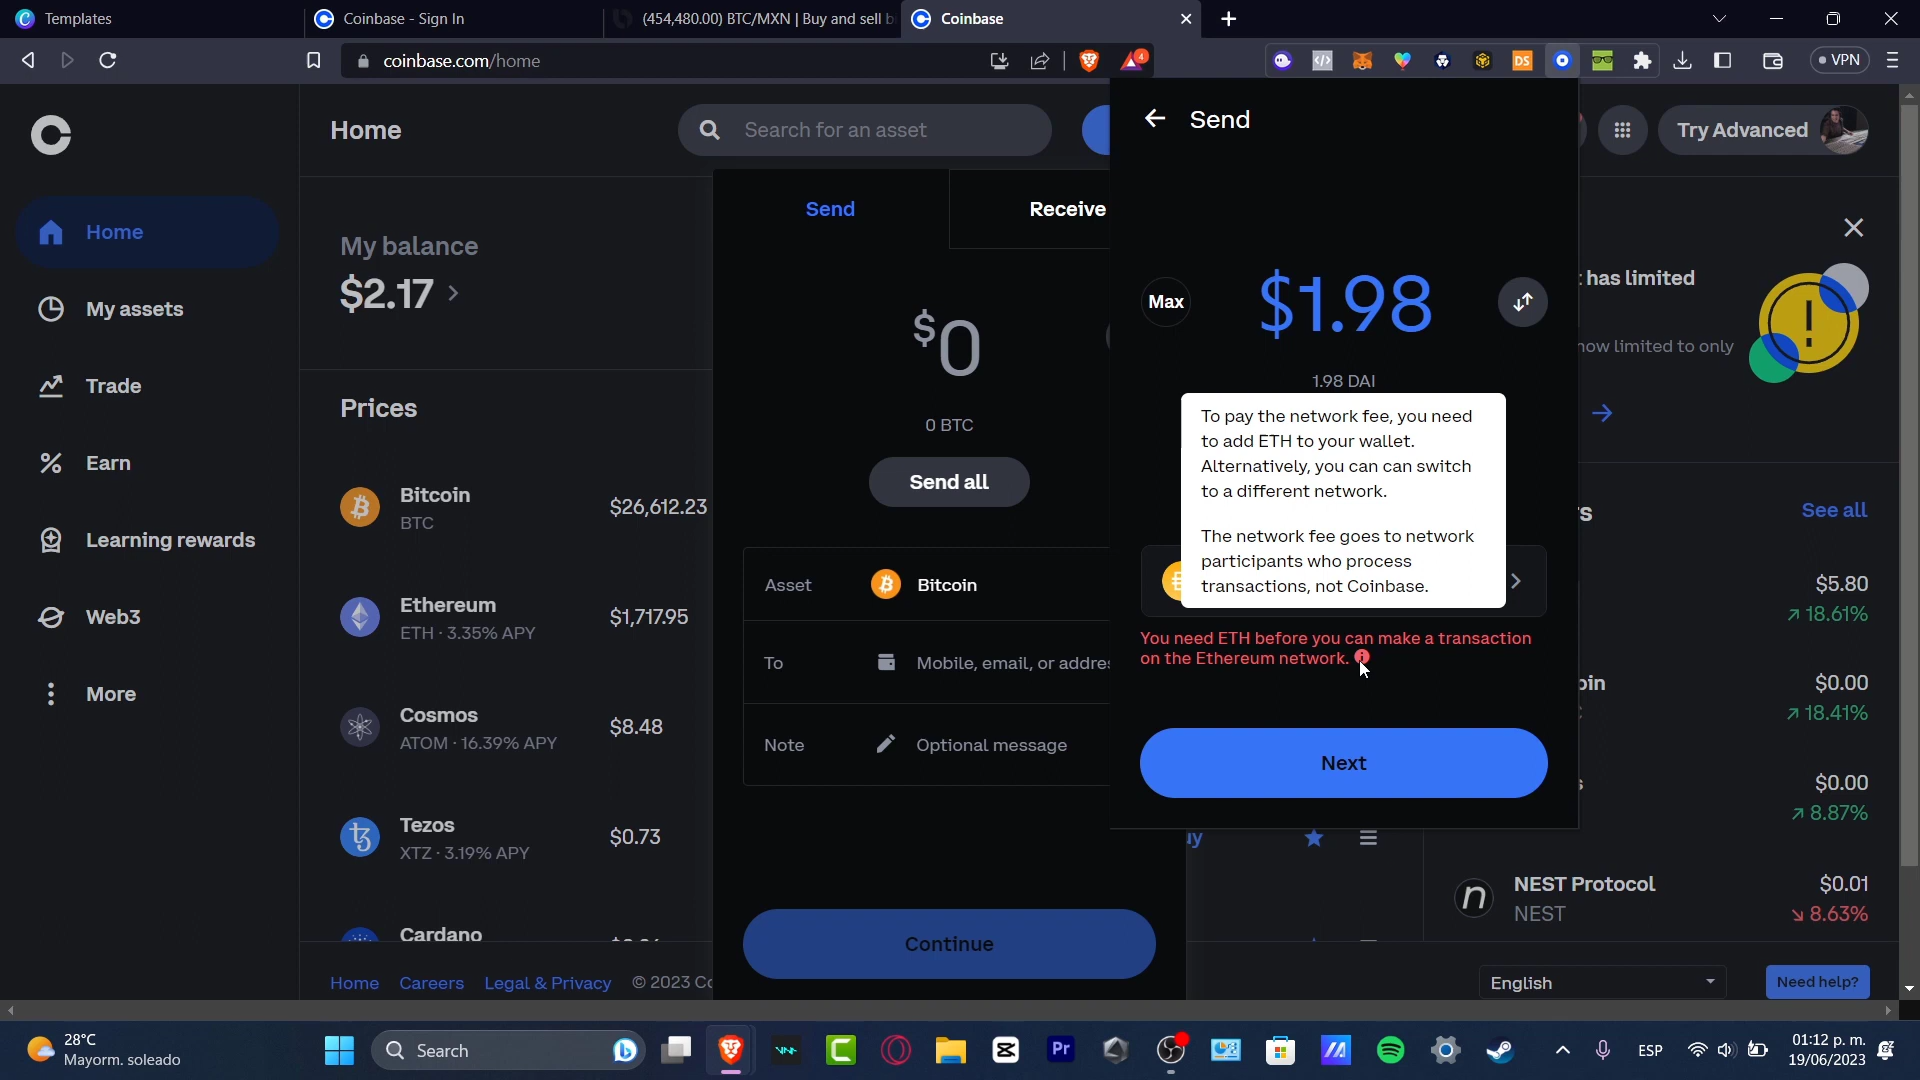 Templates
Coinbase - Sign In
(454,480.00) BTC/MXN | Buy and sell b
Coinbase
coinbase.com/home
4
DS
VPN
Home
Search for an asset
Try Advanced
Home
My assets
Trade
Earn
Learning rewards
Web3
More
My balance
$2.17
Prices
Bitcoin
BTC
$26,612.23
Ethereum
ETH · 3.35% APY
$1,717.95
Cosmos
ATOM · 16.39% APY
$8.48
Tezos
XTZ · 3.19% APY
$0.73
Cardano
Home
Careers
Legal & Privacy
© 2023 Co
Send
Receive
$0
0 BTC
Send all
Asset
Bitcoin
To
Mobile, email, or addres
Note
Optional message
Continue
Send
Max
$1.98
1.98 DAI
To pay the network fee, you need
to add ETH to your wallet.
Alternatively, you can can switch
to a different network.
The network fee goes to network
participants who process
transactions, not Coinbase.
You need ETH before you can make a transaction
on the Ethereum network.
Next
has limited
now limited to only
See all
$5.80
18.61%
$0.00
18.41%
$0.00
8.87%
NEST Protocol
NEST
$0.01
8.63%
English
Need help?
28°C
Mayorm. soleado
Search
Pr
ESP
01:12 p. m.
19/06/2023